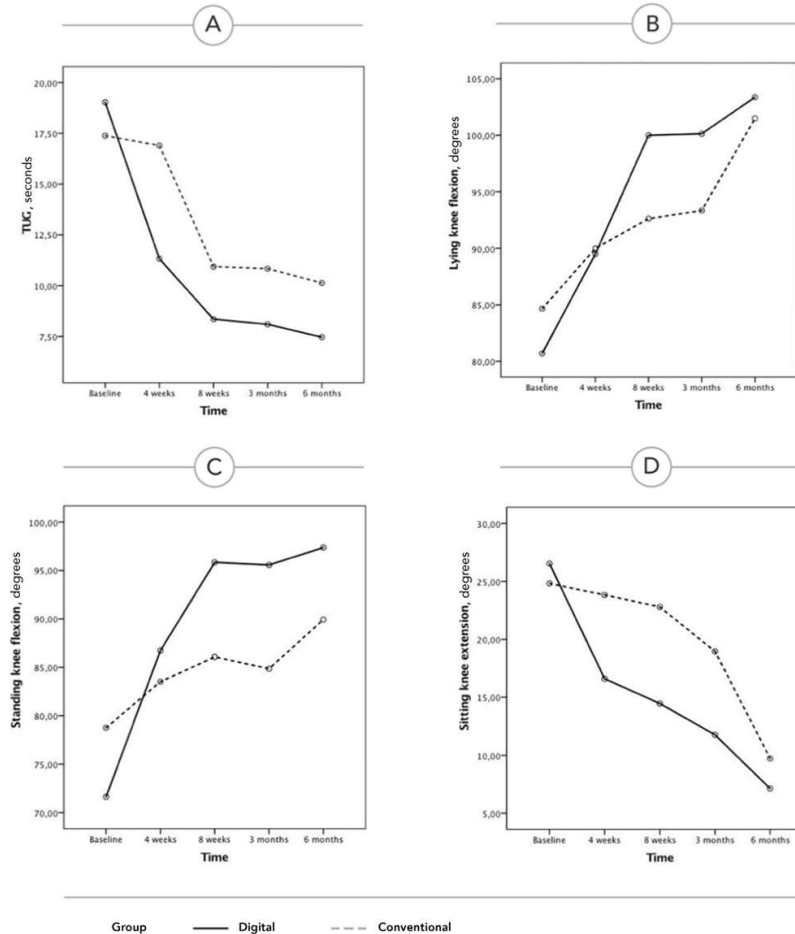 A
B
TUG, seconds
20,00
17,50
15,00
12,50
10,00
7,50
Baseline 4 weeks 8 weeks 3 months 6 months
Time
Lying knee flexion, degrees
105,00
100,00
95,00
90,00
85,00
80,00
Baseline 4 weeks 8 weeks 3 months 6 months
Time
C
D
Standing knee flexion, degrees
100,00
95,00
90,00
85,00
80,00
75,00
70,00
Baseline 4 weeks 8 weeks 3 months 6 months
Time
Sitting knee extension, degrees
30,00
25,00
20,00
15,00
10,00
5,00
Baseline 4 weeks 8 weeks 3 months 6 months
Time
Group Digital Conventional